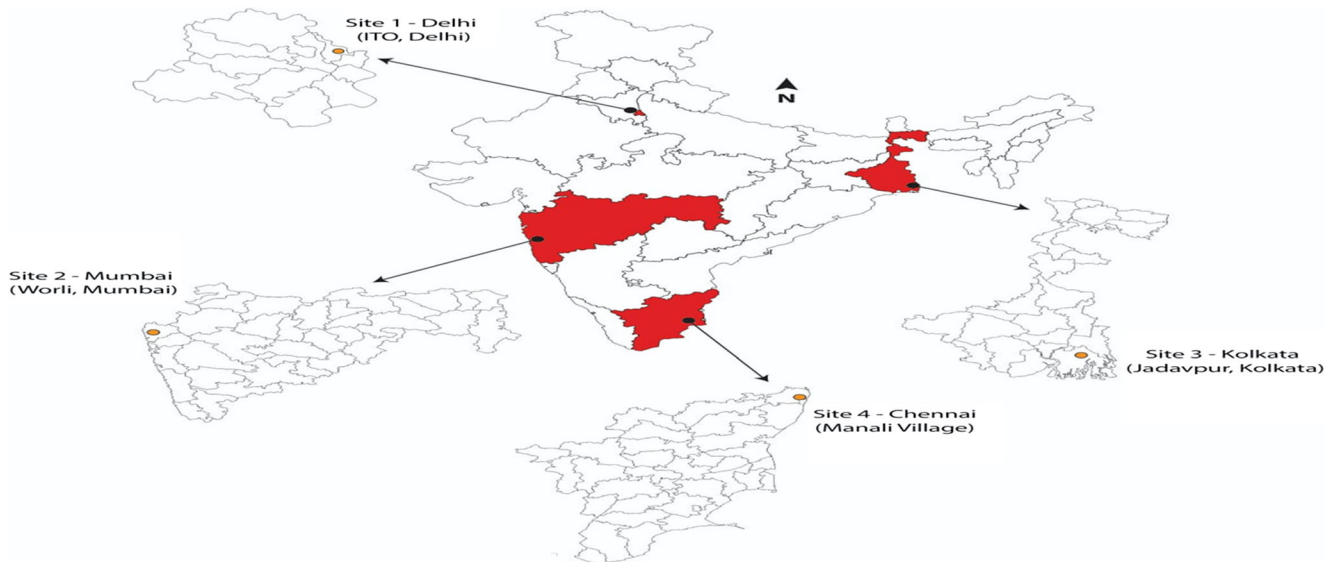 Site 1 - Delhi
(ITO, Delhi)
N
Site 2 - Mumbai
(Worli, Mumbai)
Site 3 - Kolkata
(Jadavpur, Kolkata)
Site 4 - Chennai
(Manali Village)